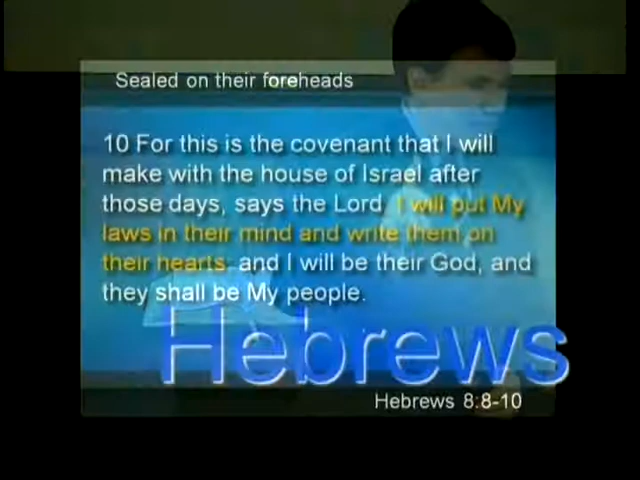 Sealed on their foreheads
10 For this is the covenant that I will
make with the house of Israel after
those days, says the Lord: I will put My
laws in their mind and write them on
their hearts; and I will be their God, and
they shall be My people.
Hebrews
Hebrews 8:8-10